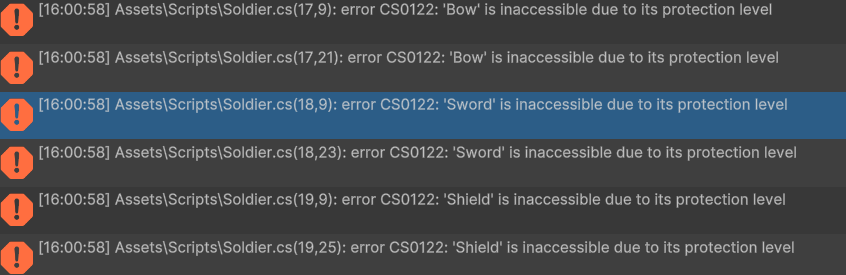 [16:00:58] Assets\Scripts\Soldier.cs(17,9): error CS0122: 'Bow' is inaccessible due to its protection level
[16:00:58] Assets\Scripts\Soldier.cs(17,21): error CS0122: 'Bow' is inaccessible due to its protection level
[16:00:58] Assets\Scripts\Soldier.cs(18,9): error CS0122: 'Sword' is inaccessible due to its protection level
[16:00:58] Assets\Scripts\Soldier.cs(18,23): error CS0122: 'Sword' is inaccessible due to its protection level
[16:00:58] Assets\Scripts\Soldier.cs(19,9): error CS0122: 'Shield' is inaccessible due to its protection level
[16:00:58] Assets\Scripts\Soldier.cs(19,25): error CS0122: 'Shield' is inaccessible due to its protection level